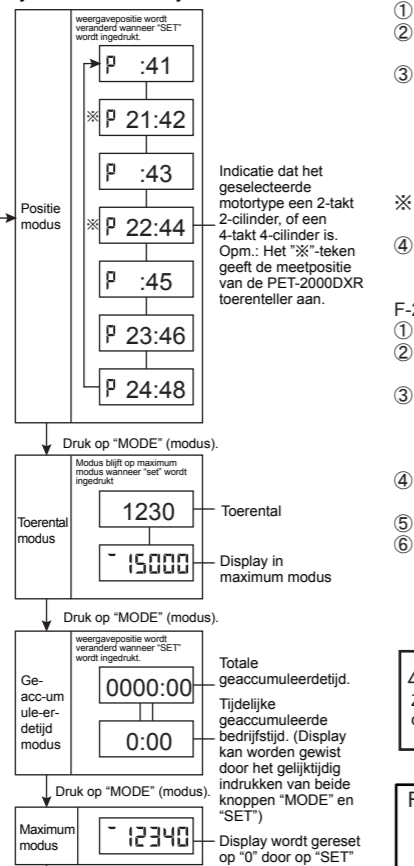 weergavepositie wordt
veranderd wanneer "SET"
wordt ingedrukt.
P :41
※ P 21:42
P :43
※ P 22:44
P :45
P 23:46
P 24:48
Positie
modus
Indicatie dat het
geselecteerde
motortype een 2-takt
2-cilinder, of een
4-takt 4-cilinder is.
Opm.: Het "※"-teken
geeft de meetpositie
van de PET-2000DXR
toerenteller aan.
Druk op "MODE" (modus).
Modus blijft op maximum
modus wanneer "set" wordt
ingedrukt
Toerental
modus
1230
Toerental
¯ 15000
Display in
maximum modus
Druk op "MODE" (modus).
weergavepositie wordt
veranderd wanneer "SET"
wordt ingedrukt.
Ge-
acc-um
ule-er-
detijd
modus
0000:00
0:00
Totale
geaccumuleerdetijd.
Tijdelijke
geaccumuleerde
bedrijfstijd. (Display
kan worden gewist
door het gelijktijdig
indrukken van beide
knoppen "MODE" en
"SET")
Druk op "MODE" (modus).
Maximum
modus
¯ 12340
Display wordt gereset
op "0" door op "SET"
①
②
③
※
④
①
②
③
④
⑤
⑥